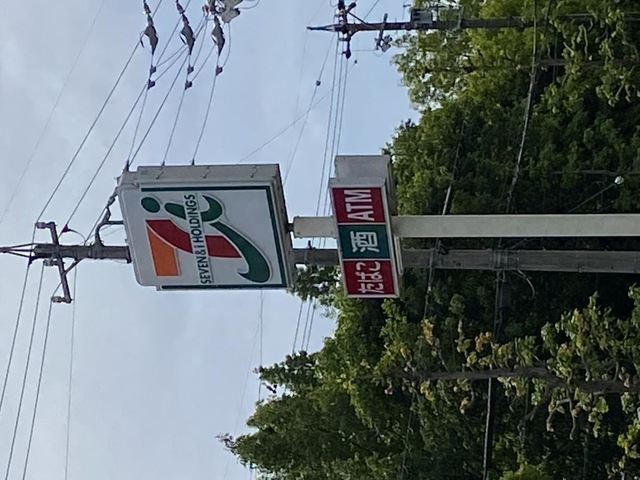 SEVEN&i HOLDINGS
たばこ 酒 ATM